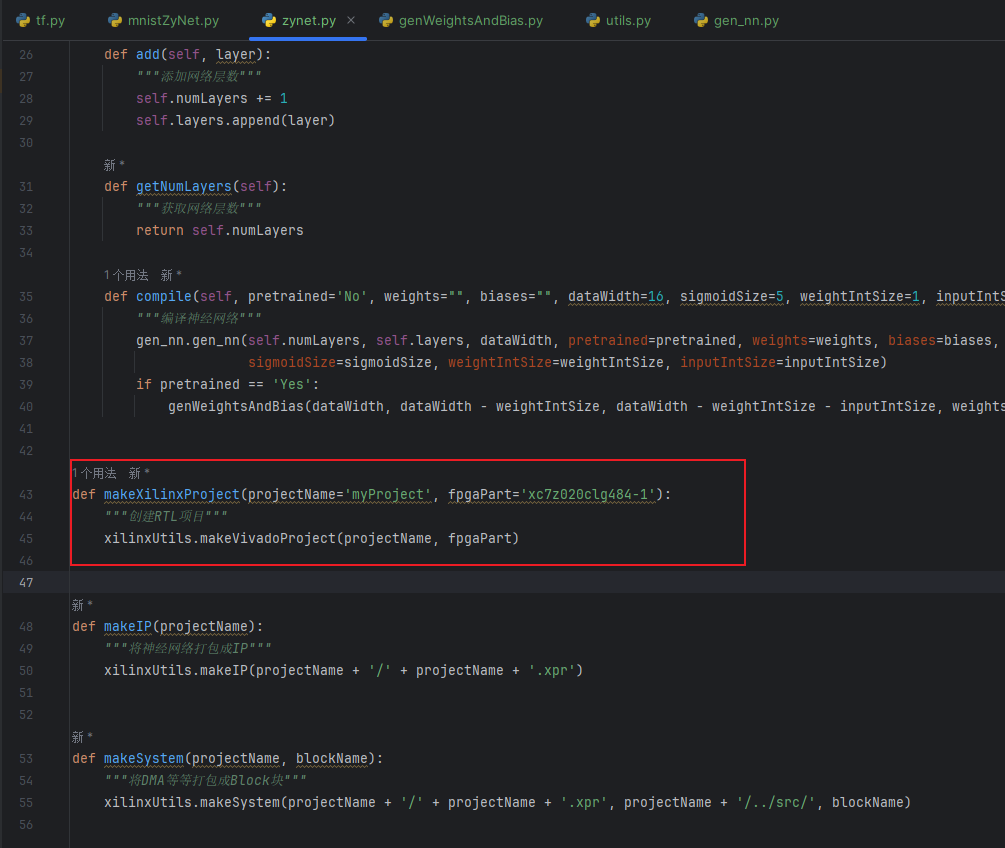 tf.py mnistZyNet.py zynet.py × genWeightsAndBias.py utils.py gen_nn.py
26 def add(self, layer):
27 """添加网络层数"""
28 self.numLayers += 1
29 self.layers.append(layer)
30
新 *
31 def getNumLayers(self):
32 """获取网络层数"""
33 return self.numLayers
34
1 个用法 新 *
35 def compile(self, pretrained='No', weights="", biases="", dataWidth=16, sigmoidSize=5, weightIntSize=1, inputIntS
36 """编译神经网络"""
37 gen_nn.gen_nn(self.numLayers, self.layers, dataWidth, pretrained=pretrained, weights=weights, biases=biases,
38 sigmoidSize=sigmoidSize, weightIntSize=weightIntSize, inputIntSize=inputIntSize)
39 if pretrained == 'Yes':
40 genWeightsAndBias(dataWidth, dataWidth - weightIntSize, dataWidth - weightIntSize - inputIntSize, weights
41
42
1 个用法 新 *
43 def makeXilinxProject(projectName='myProject', fpgaPart='xc7z020clg484-1'):
44 """创建RTL项目"""
45 xilinxUtils.makeVivadoProject(projectName, fpgaPart)
46
47
新 *
48 def makeIP(projectName):
49 """将神经网络打包成IP"""
50 xilinxUtils.makeIP(projectName + '/' + projectName + '.xpr')
51
52
新 *
53 def makeSystem(projectName, blockName):
54 """将DMA等等打包成Block块"""
55 xilinxUtils.makeSystem(projectName + '/' + projectName + '.xpr', projectName + '/../src/', blockName)
56